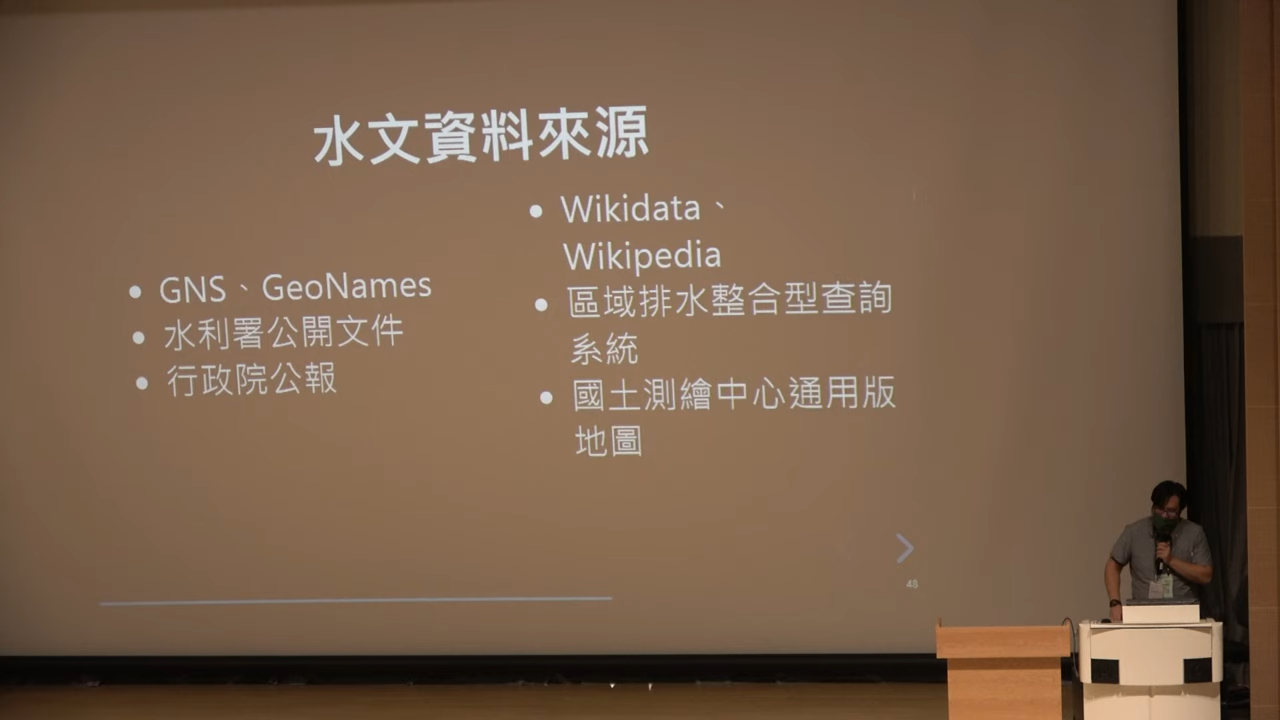 水文資料來源
• GNS、GeoNames
• 水利署公開文件
• 行政院公報
• Wikidata、
Wikipedia
• 區域排水整合型查詢
系統
• 國土測繪中心通用版
地圖
48